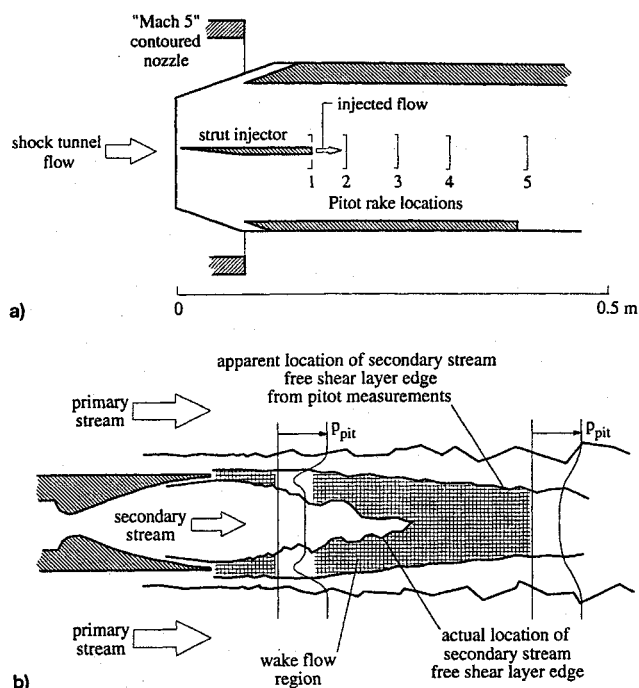 "Mach 5"
contoured
nozzle
injected flow
strut injector
shock tunnel
flow
1 2 3 4 5
Pitot rake locations
a)
0 0.5 m
apparent location of secondary stream
free shear layer edge
from pitot measurements
primary
stream
Ppit Ppit
secondary
stream
primary
stream
wake flow
region
actual location of
secondary stream
free shear layer edge
b)